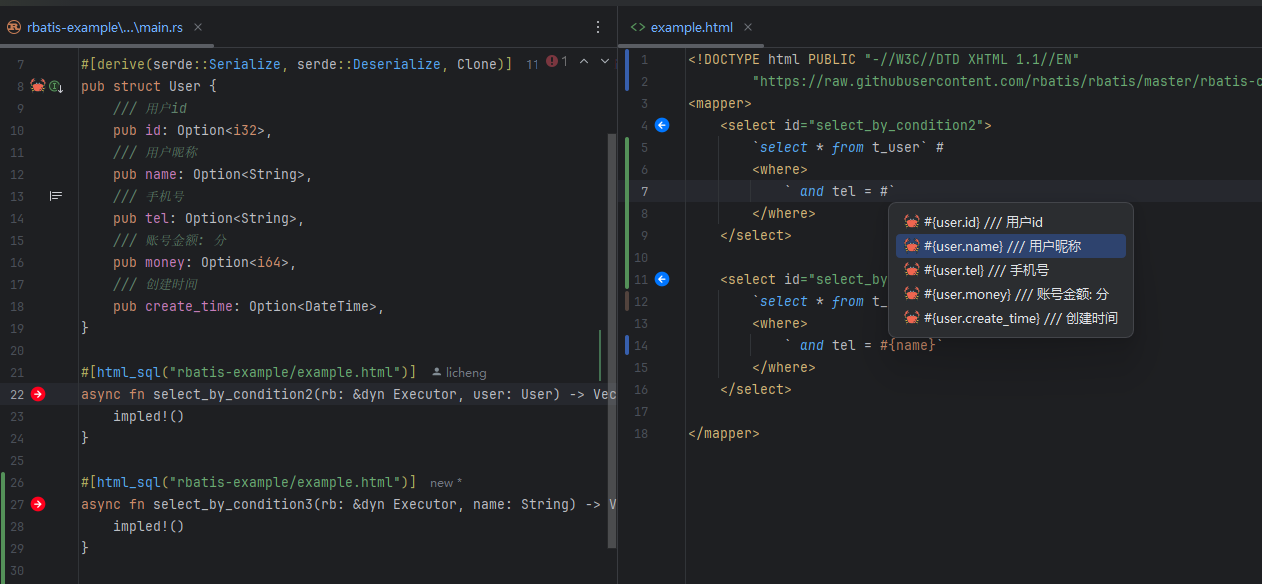 rbatis-example\...\main.rs
7 #[derive(serde::Serialize, serde::Deserialize, Clone)] 11 1
8 pub struct User {
9 /// 用户id
10 pub id: Option<i32>,
11 /// 用户昵称
12 pub name: Option<String>,
13 /// 手机号
14 pub tel: Option<String>,
15 /// 账号金额: 分
16 pub money: Option<i64>,
17 /// 创建时间
18 pub create_time: Option<DateTime>,
19 }
20
21 #[html_sql("rbatis-example/example.html")] licheng
22 async fn select_by_condition2(rb: &dyn Executor, user: User) -> Vec
23 impled!()
24 }
25
26 #[html_sql("rbatis-example/example.html")] new *
27 async fn select_by_condition3(rb: &dyn Executor, name: String) -> V
28 impled!()
29 }
30
example.html
1 <!DOCTYPE html PUBLIC "-//W3C//DTD XHTML 1.1//EN"
2 "https://raw.githubusercontent.com/rbatis/rbatis/master/rbatis-c
3 <mapper>
4 <select id="select_by_condition2">
5 `select * from t_user` #
6 <where>
7 ` and tel = #`
8 </where>
9 </select>
10
11 <select id="select_by
12 `select * from t_
13 <where>
14 ` and tel = #{name}`
15 </where>
16 </select>
17
18 </mapper>
#{user.id} /// 用户id
#{user.name} /// 用户昵称
#{user.tel} /// 手机号
#{user.money} /// 账号金额: 分
#{user.create_time} /// 创建时间